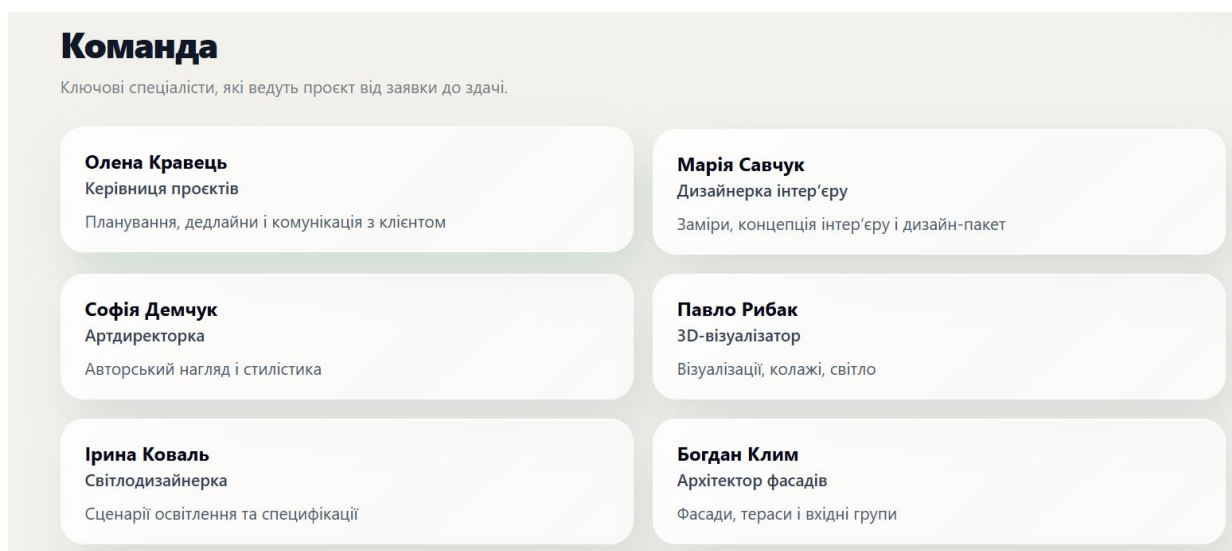 Команда
Ключові спеціалісти, які ведуть проєкт від заявки до здачі.
Олена Кравець
Керівниця проєктів
Планування, дедлайни і комунікація з клієнтом
Марія Савчук
Дизайнерка інтер’єру
Заміри, концепція інтер’єру і дизайн-пакет
Софія Демчук
Артдиректорка
Авторський нагляд і стилістика
Павло Рибак
3D-візуалізатор
Візуалізації, колажі, світло
Ірина Коваль
Світлодизайнерка
Сценарії освітлення та специфікації
Богдан Клим
Архітектор фасадів
Фасади, тераси і вхідні групи